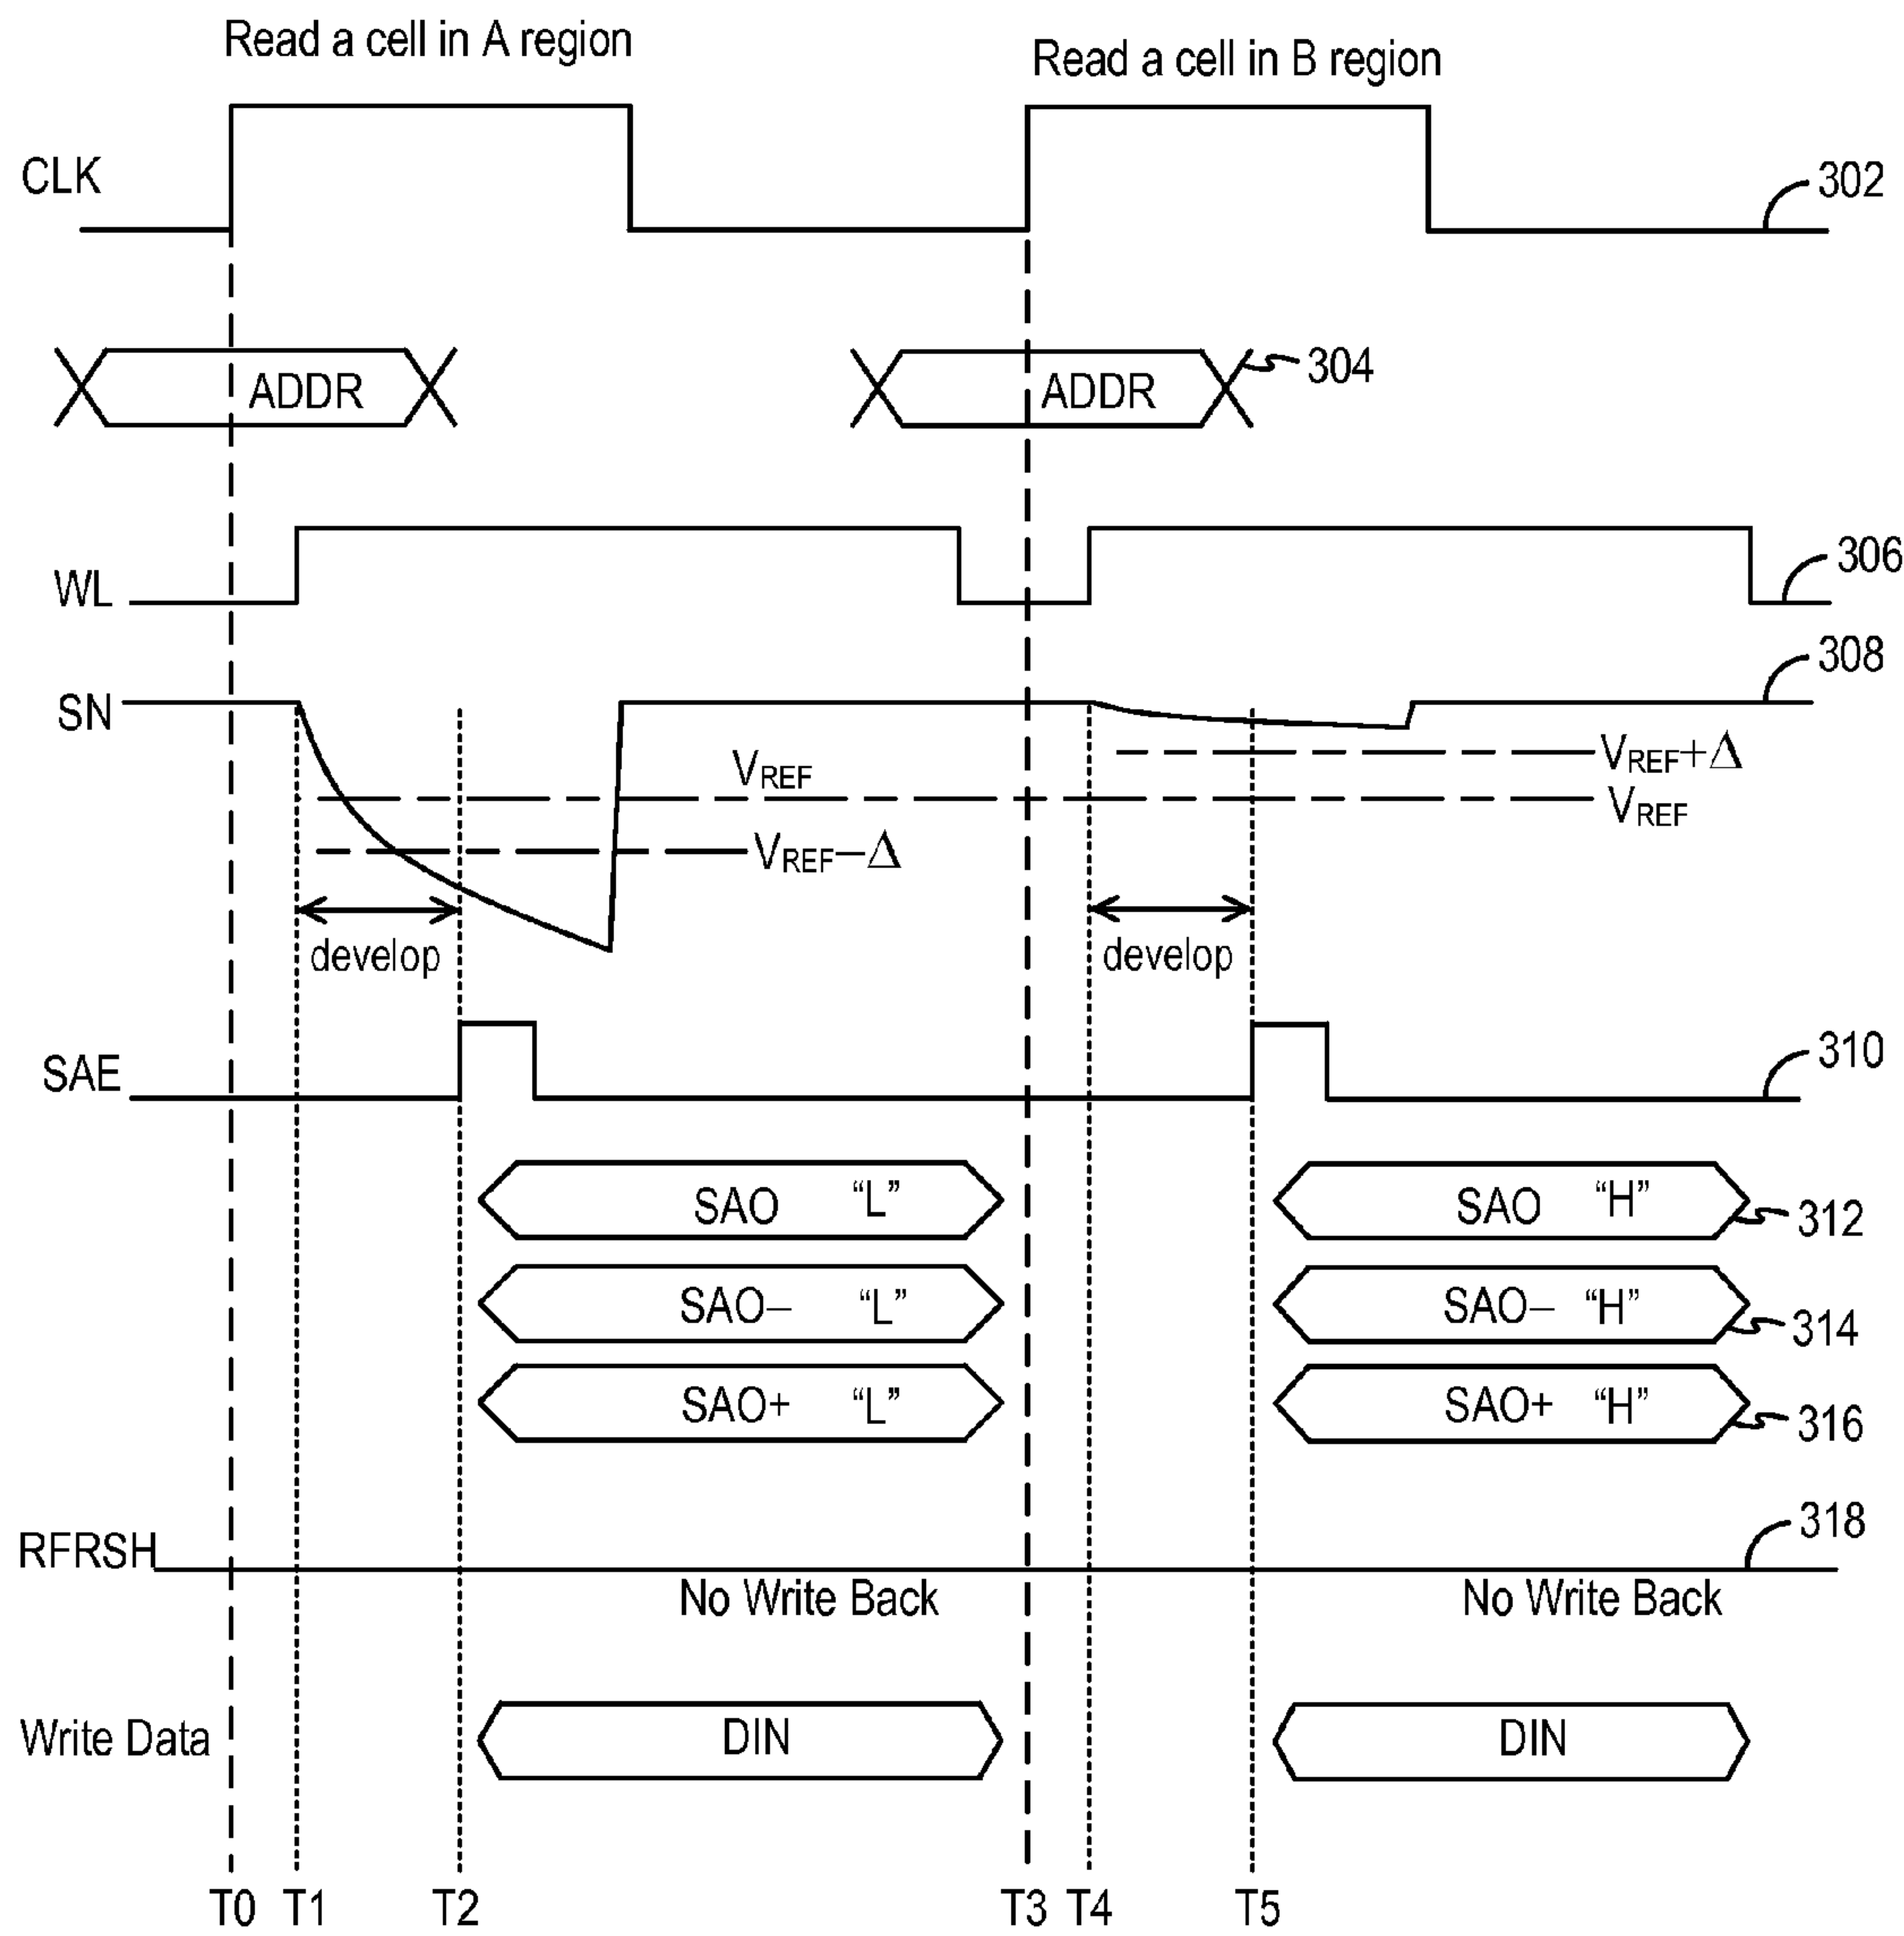 Read a cell in A region
Read a cell in B region
CLK
302
ADDR
ADDR
304
WL
306
SN
308
VREF
VREF+Δ
VREF
VREF–Δ
develop
develop
SAE
310
SAO "L"
SAO "H"
312
SAO– "L"
SAO– "H"
314
SAO+ "L"
SAO+ "H"
316
RFRSH
318
No Write Back
No Write Back
Write Data
DIN
DIN
T0 T1 T2 T3 T4 T5